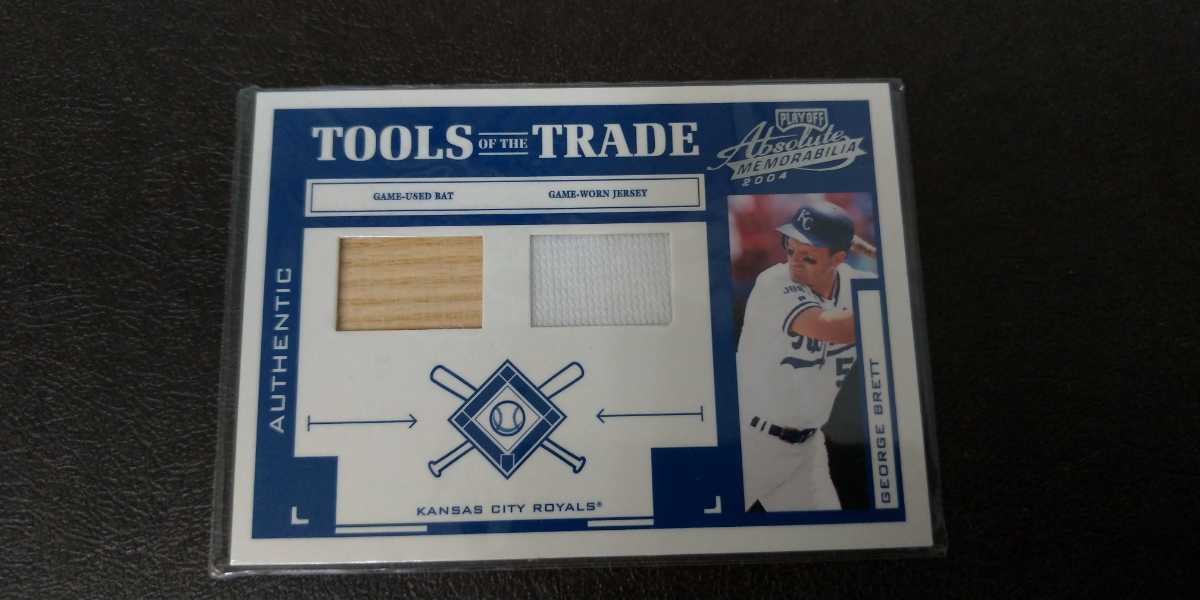 TOOLS OF THE TRADE
PLAYOFF
Absolute
MEMORABILIA
2004
GAME-USED BAT GAME-WORN JERSEY
AUTHENTIC
KC
5
GEORGE BRETT
KANSAS CITY ROYALS®